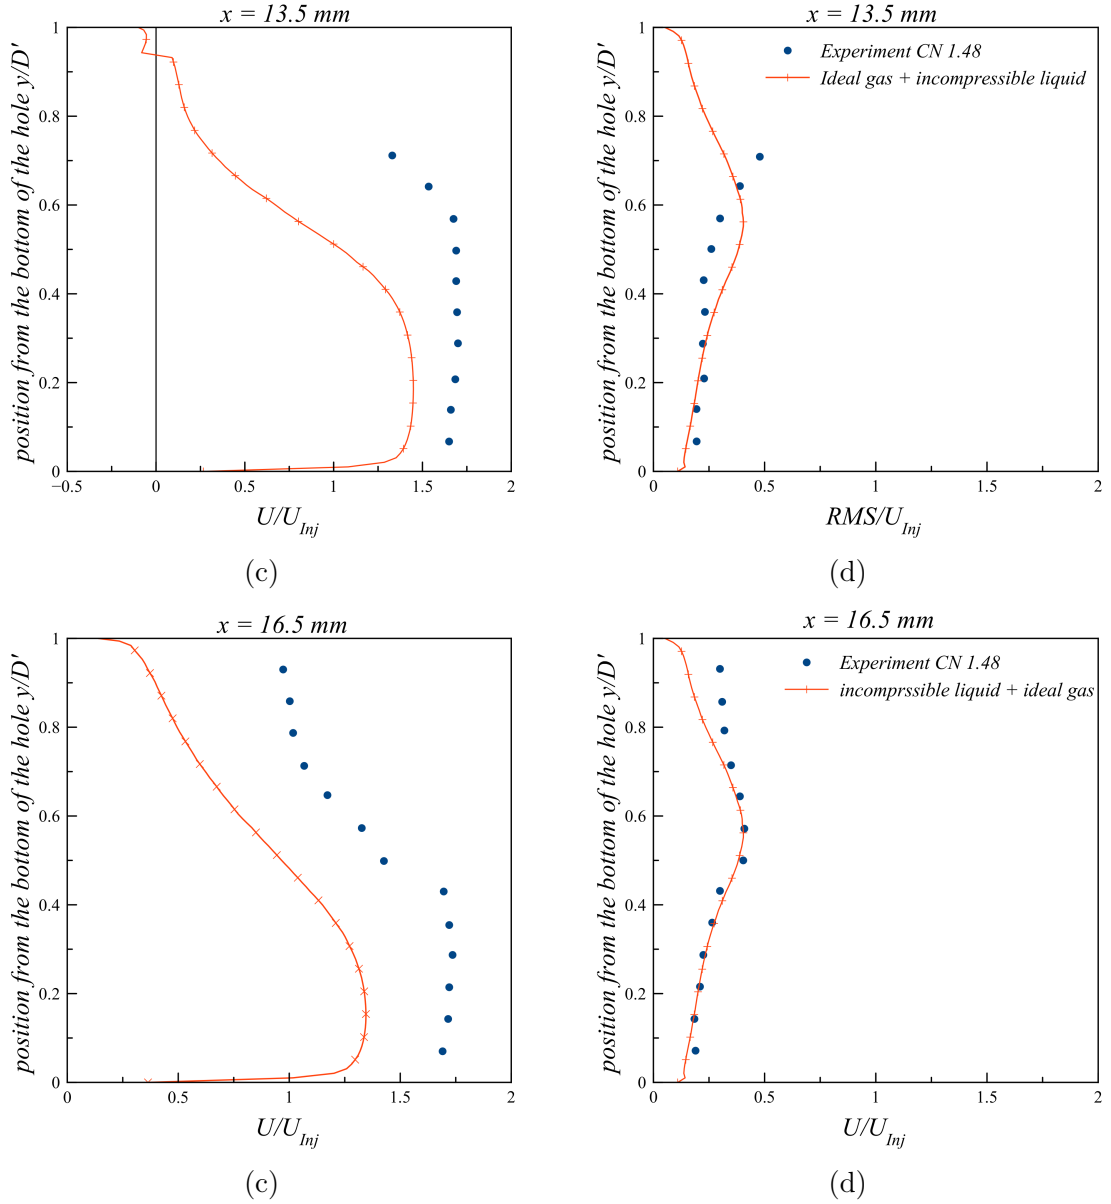 x = 13.5 mm
position from the bottom of the hole y/D'
1
0.8
0.6
0.4
0.2
0
−0.5
0
0.5
1
1.5
2
U/U_Inj
(c)
x = 13.5 mm
position from the bottom of the hole y/D'
Experiment CN 1.48
Ideal gas + incompressible liquid
1
0.8
0.6
0.4
0.2
0
0
0.5
1
1.5
2
RMS/U_Inj
(d)
x = 16.5 mm
position from the bottom of the hole y/D'
1
0.8
0.6
0.4
0.2
0
0
0.5
1
1.5
2
U/U_Inj
(c)
x = 16.5 mm
position from the bottom of the hole y/D'
Experiment CN 1.48
incomprssible liquid + ideal gas
1
0.8
0.6
0.4
0.2
0
0
0.5
1
1.5
2
U/U_Inj
(d)